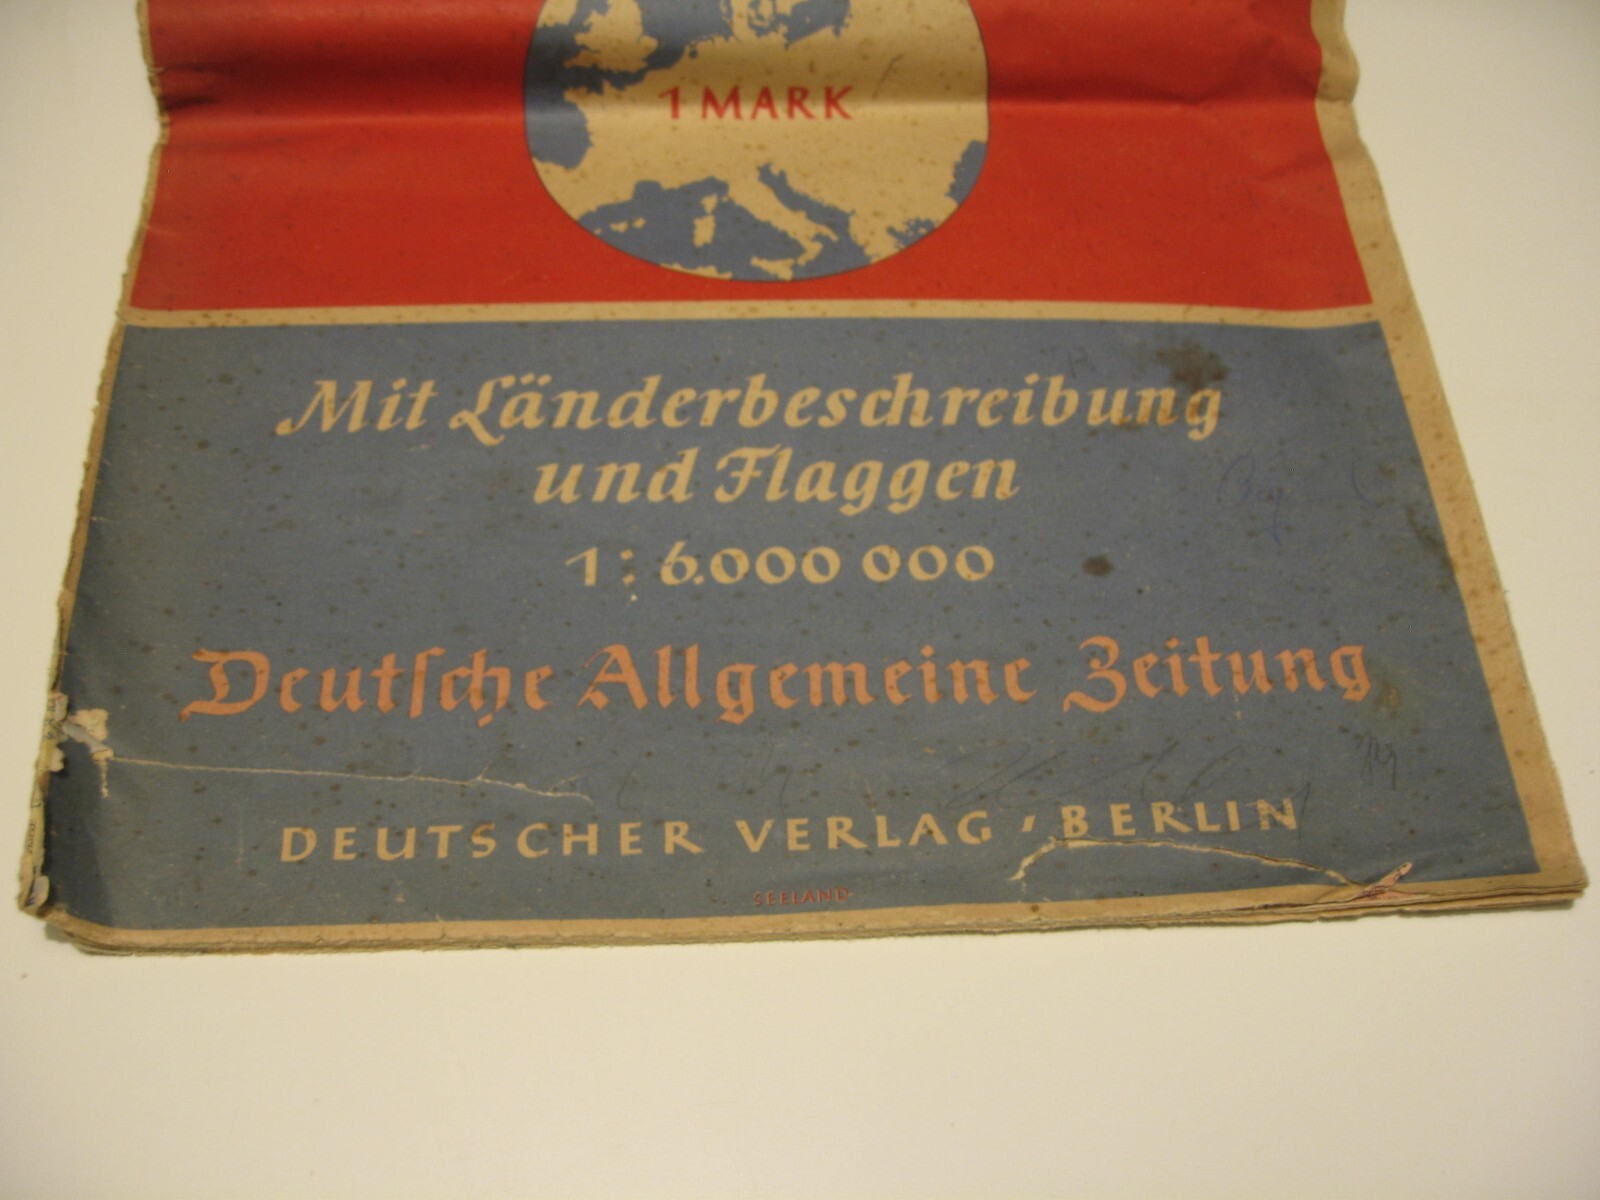 1 MARK
Mit Länderbeschreibung
und Flaggen
1:6.000 000
Deutſche Allgemeine Zeitung
DEUTSCHER VERLAG · BERLIN
SEELAND